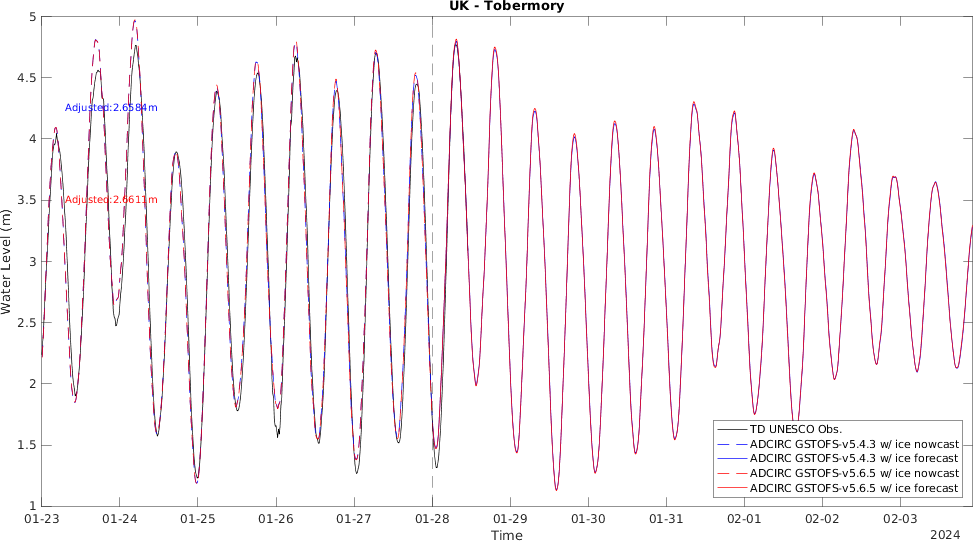 UK - Tobermory
5
4.5
4
3.5
3
2.5
2
1.5
1
Water Level (m)
Adjusted:2.6584m
Adjusted:2.6611m
TD UNESCO Obs.
ADCIRC GSTOFS-v5.4.3 w/ ice nowcast
ADCIRC GSTOFS-v5.4.3 w/ ice forecast
ADCIRC GSTOFS-v5.6.5 w/ ice nowcast
ADCIRC GSTOFS-v5.6.5 w/ ice forecast
01-23 01-24 01-25 01-26 01-27 01-28 01-29 01-30 01-31 02-01 02-02 02-03
Time
2024